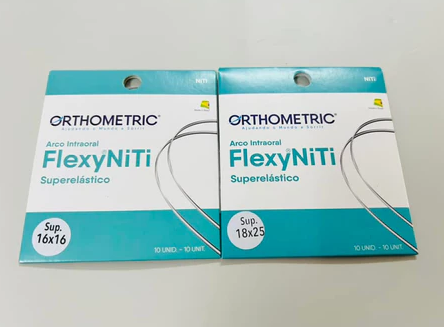 NiTi
ORTHOMETRIC®
Ajudando o Mundo a Sorrir
Arco Intraoral
FlexyNiTi
Superelástico
Sup.
16x16
10 UNID. - 10 UNIT.
NiTi
ORTHOMETRIC®
Ajudando o Mundo a Sorrir
Arco Intraoral
FlexyNiTi
Superelástico
Sup.
18x25
10 UNID. - 10 UNIT.